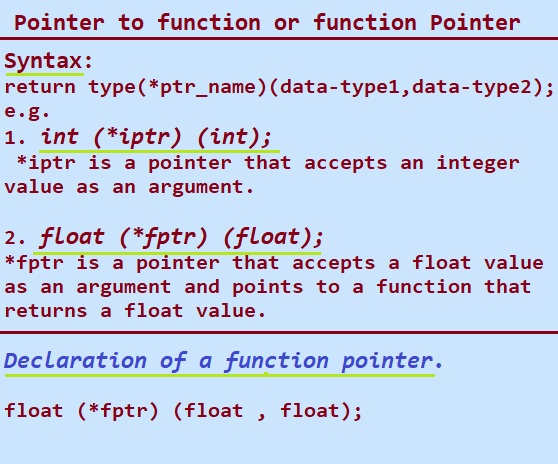 Pointer to function or function Pointer
Syntax:
return type(*ptr_name)(data-type1,data-type2);
e.g.
1. int (*iptr) (int);
*iptr is a pointer that accepts an integer
value as an argument.
2. float (*fptr) (float);
*fptr is a pointer that accepts a float value
as an argument and points to a function that
returns a float value.
Declaration of a function pointer.
float (*fptr) (float , float);